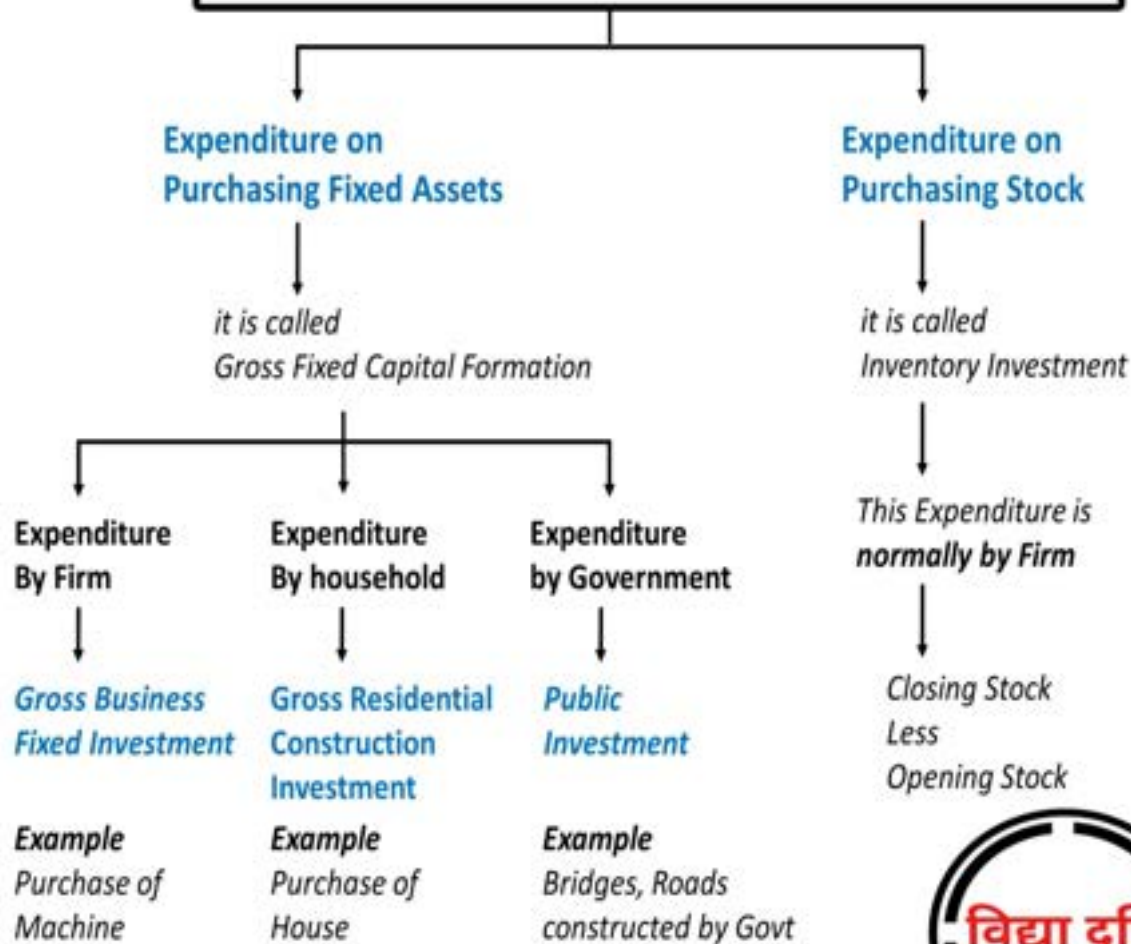 Expenditure on
Purchasing Fixed Assets
it is called
Gross Fixed Capital Formation
Expenditure
By Firm
Gross Business
Fixed Investment
Example
Purchase of
Machine
Expenditure
By household
Gross Residential
Construction
Investment
Example
Purchase of
House
Expenditure
by Government
Public
Investment
Example
Bridges, Roads
constructed by Govt
Expenditure on
Purchasing Stock
it is called
Inventory Investment
This Expenditure is
normally by Firm
Closing Stock
Less
Opening Stock
विद्या